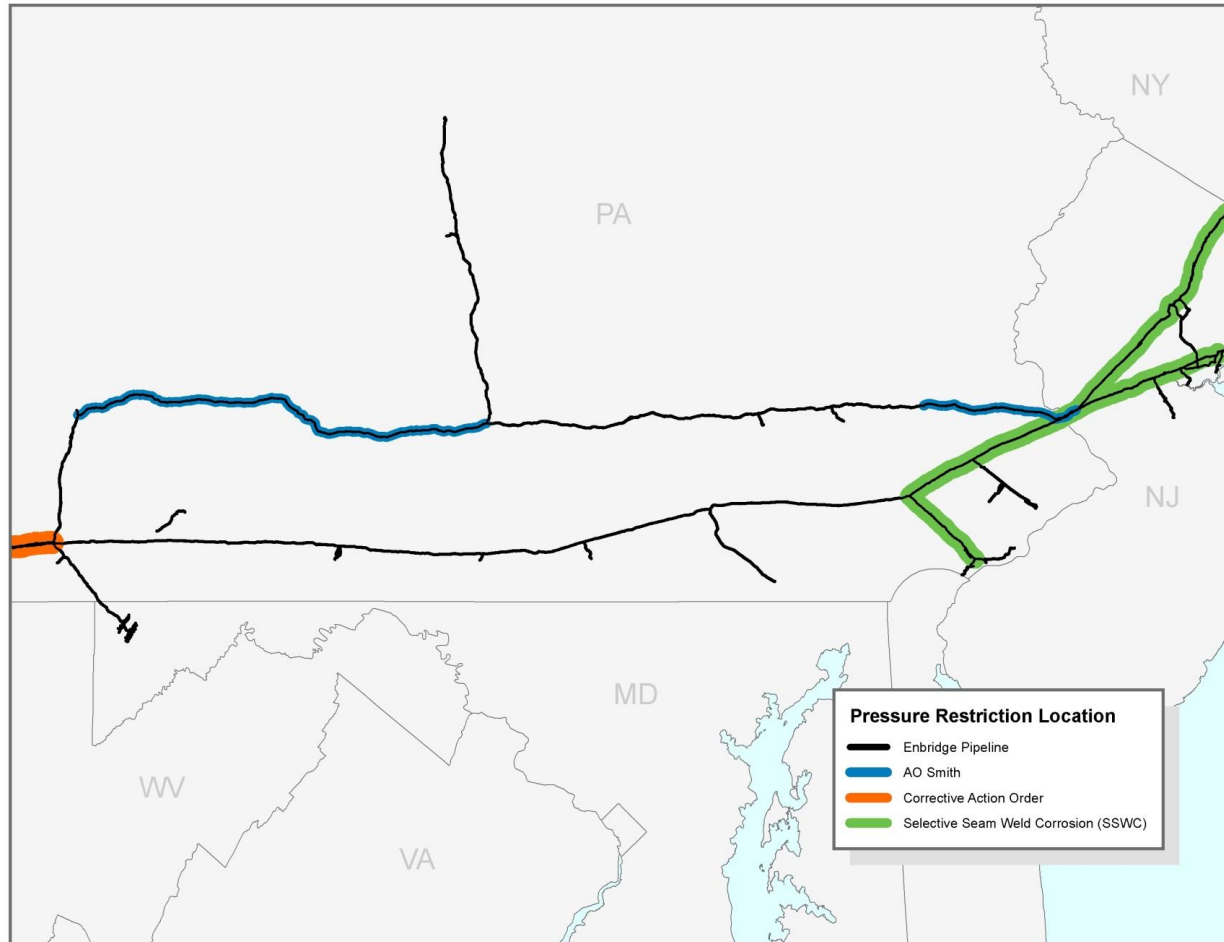 NY
PA
NJ
MD
WV
VA
Pressure Restriction Location
Enbridge Pipeline
AO Smith
Corrective Action Order
Selective Seam Weld Corrosion (SSWC)